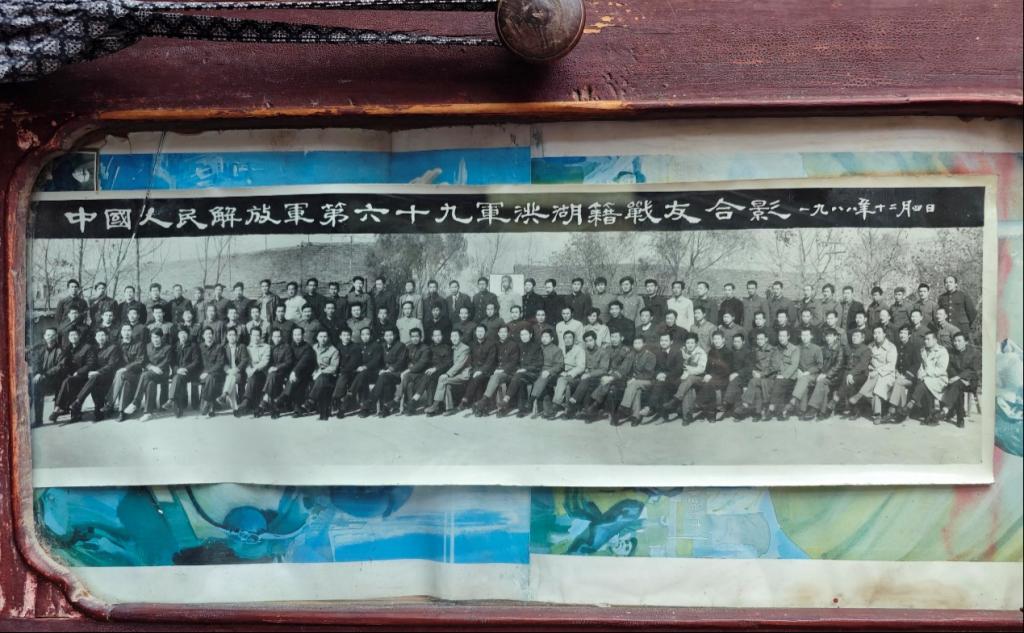 中國人民解放軍第六十九軍洪湖籍戰友合影 一九八八年十二月四日